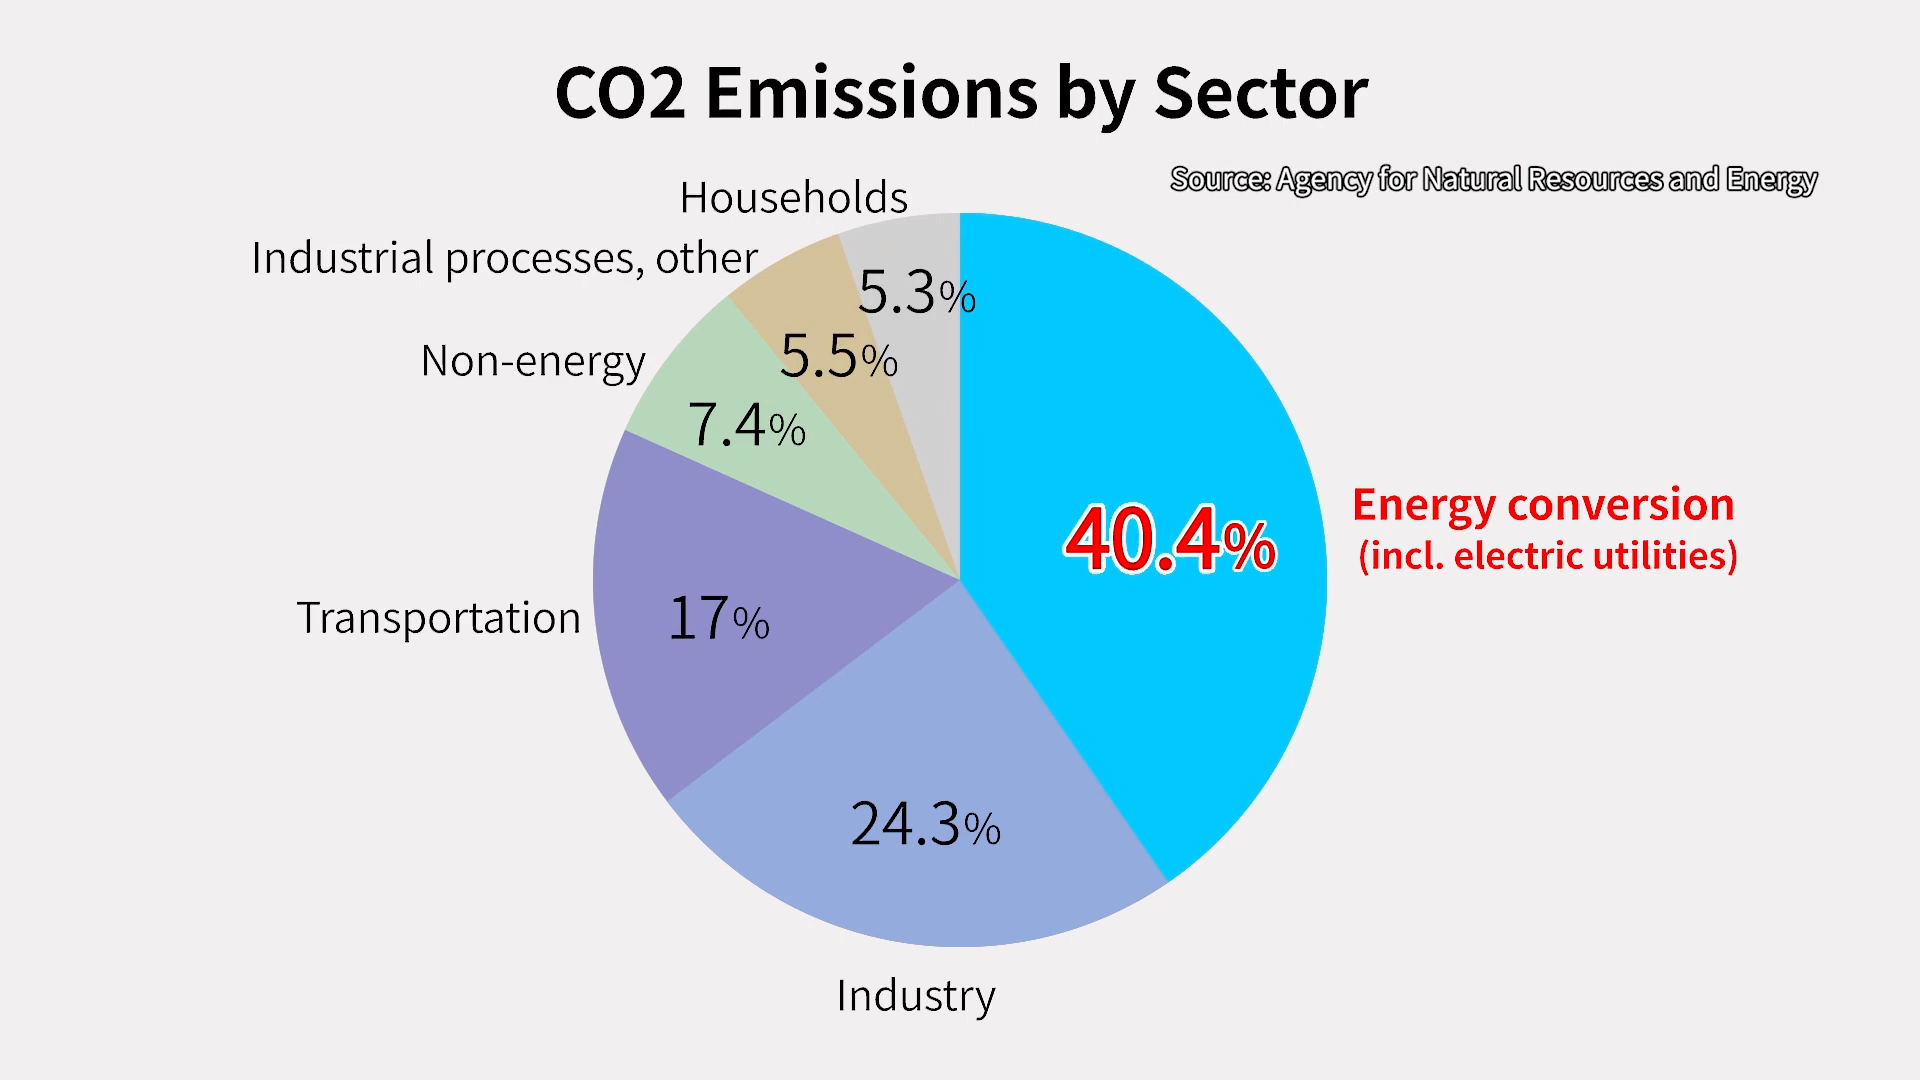 CO2 Emissions by Sector
Source: Agency for Natural Resources and Energy
Households
Industrial processes, other
5.3%
5.5%
Non-energy
7.4%
40.4%
Energy conversion
(incl. electric utilities)
Transportation
17%
24.3%
Industry